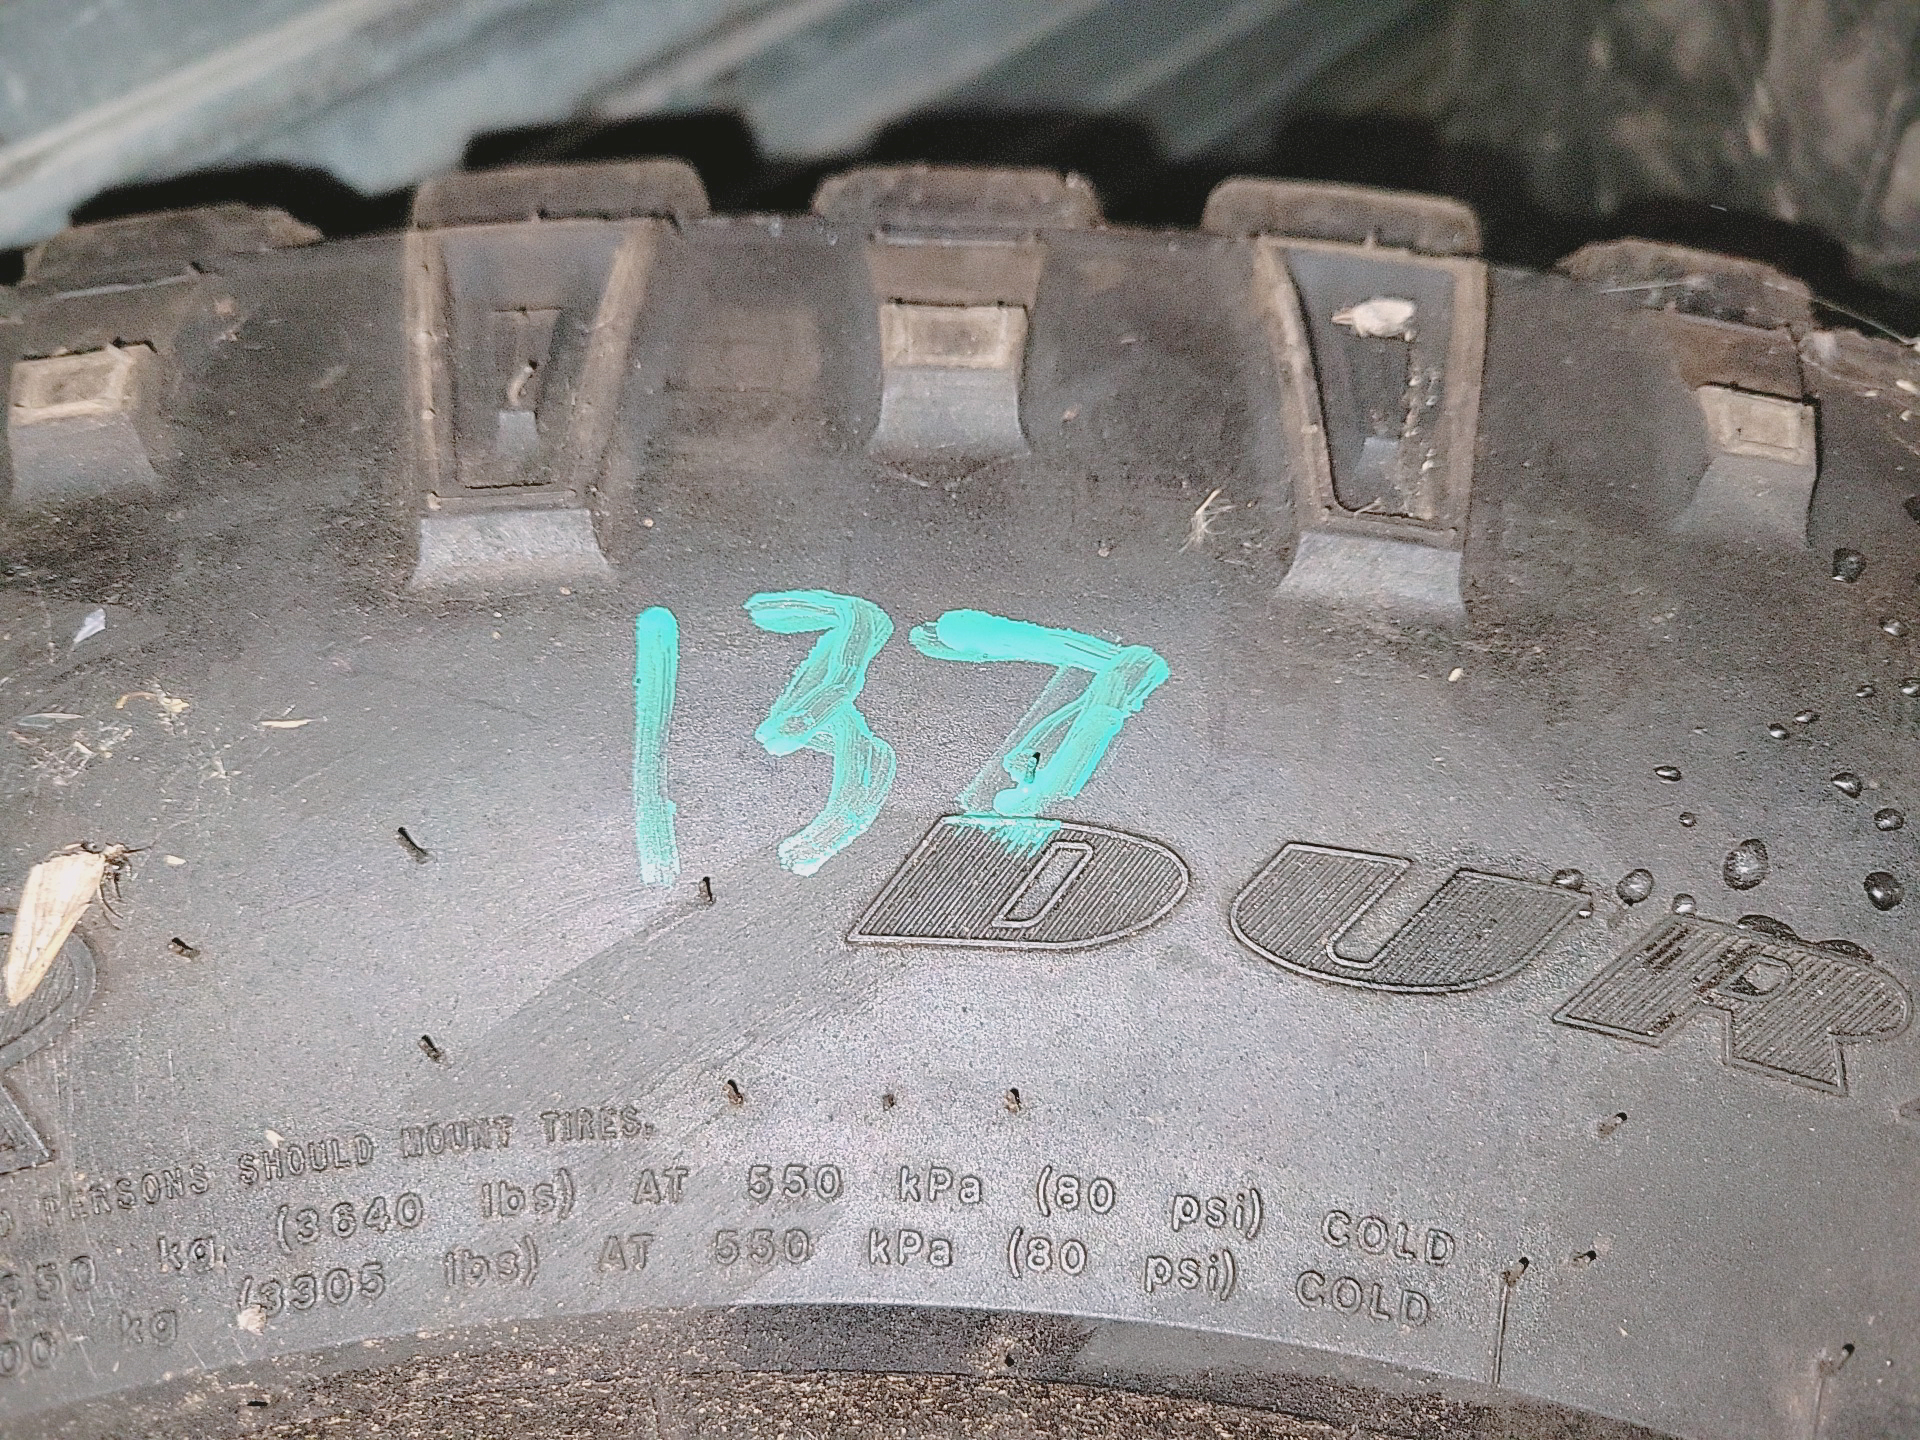 137
DUR
PERSONS SHOULD MOUNT TIRES.
kg (3640 lbs) AT 550 kPa (80 psi) COLD
kg (3305 lbs) AT 550 kPa (80 psi) COLD